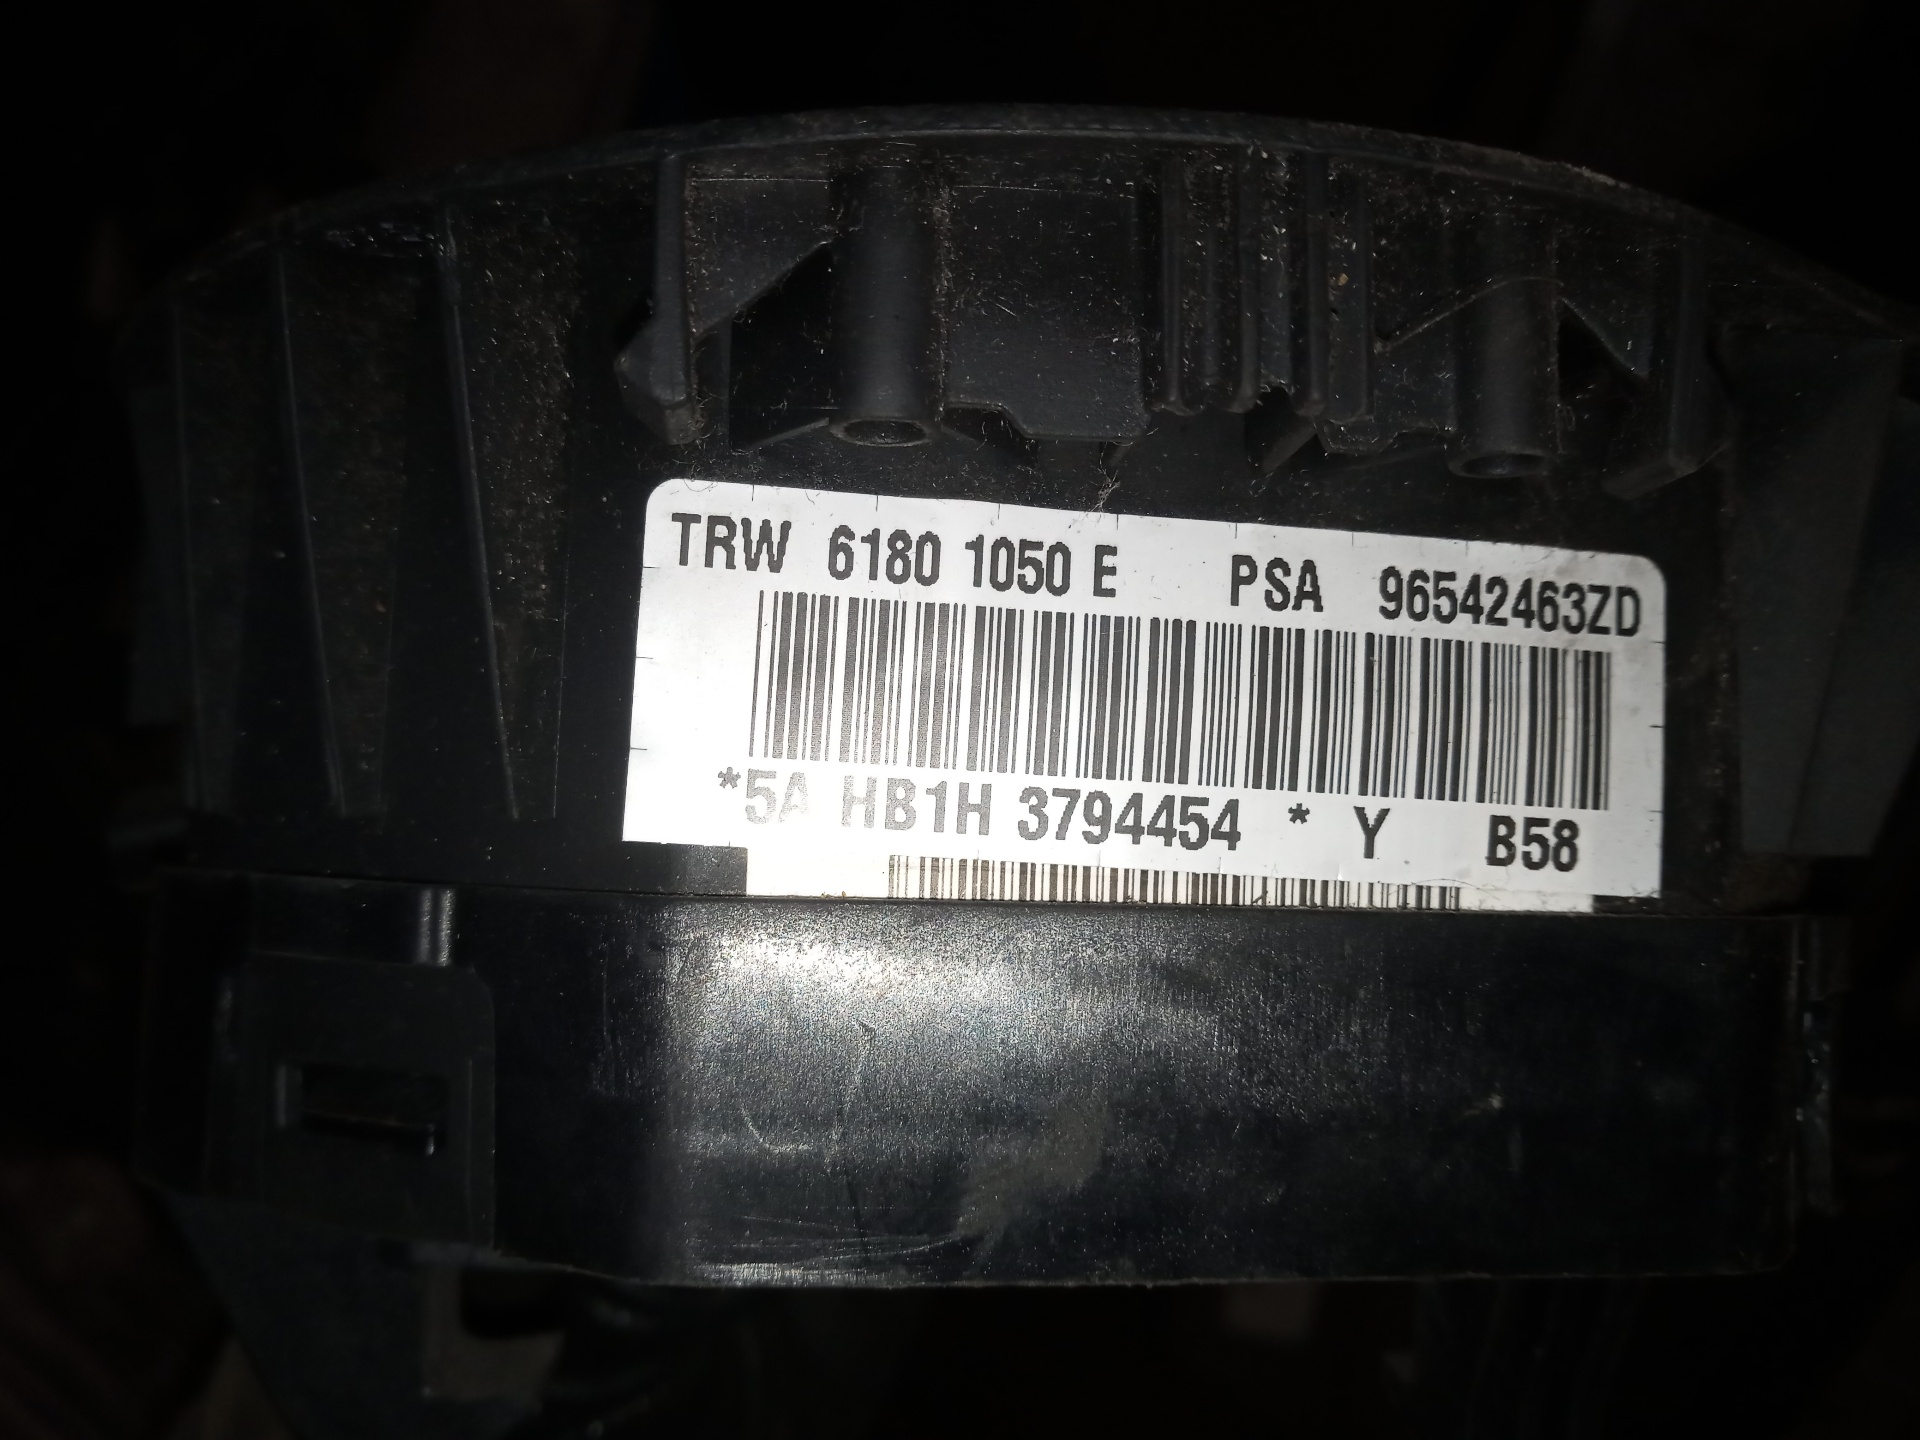 TRW 6180 1050 E PSA 96542463ZD
*5A HB1H 3794454 * Y B58